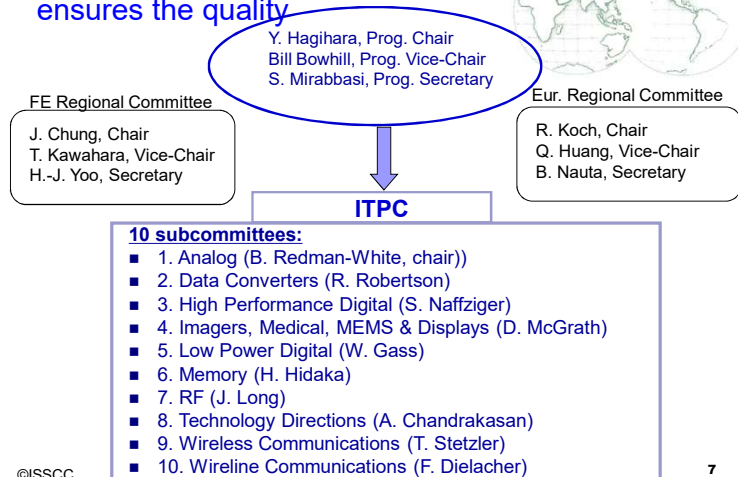 ensures the quality
Y. Hagihara, Prog. Chair
Bill Bowhill, Prog. Vice-Chair
S. Mirabbasi, Prog. Secretary
FE Regional Committee
J. Chung, Chair
T. Kawahara, Vice-Chair
H.-J. Yoo, Secretary
Eur. Regional Committee
R. Koch, Chair
Q. Huang, Vice-Chair
B. Nauta, Secretary
ITPC
10 subcommittees:
1. Analog (B. Redman-White, chair))
2. Data Converters (R. Robertson)
3. High Performance Digital (S. Naffziger)
4. Imagers, Medical, MEMS & Displays (D. McGrath)
5. Low Power Digital (W. Gass)
6. Memory (H. Hidaka)
7. RF (J. Long)
8. Technology Directions (A. Chandrakasan)
9. Wireless Communications (T. Stetzler)
10. Wireline Communications (F. Dielacher)
©ISSCC
7